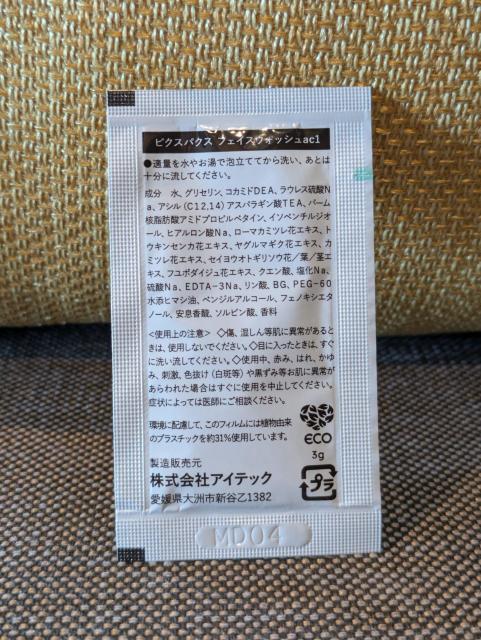 ピクスパクス フェイスウォッシュac1
●適量を水やお湯で泡立ててから洗い、あとは
十分に流してください。
成分 水、グリセリン、コカミドDEA、ラウレス硫酸N
a、アシル(C12,14)アスパラギン酸TEA、パーム
核脂肪酸アミドプロピルベタイン、イソペンチルジオ
ール、ヒアルロン酸Na、ローマカミツレ花エキス、ト
ウキンセンカ花エキス、ヤグルマギク花エキス、カ
ミツレ花エキス、セイヨウオトギリソウ花/葉/茎エ
キス、フユボダイジュ花エキス、クエン酸、塩化Na、
硫酸Na、EDTA-3Na、リン酸、BG、PEG-60
水添ヒマシ油、ベンジルアルコール、フェノキシエタ
ノール、安息香酸、ソルビン酸、香料
<使用上の注意> ◇傷、湿しん等肌に異常があると
きは、使用しないでください。◇目に入ったときは、すぐ
に洗い流してください。◇使用中、赤み、はれ、かゆ
み、刺激、色抜け(白斑等)や黒ずみ等お肌に異常が
あらわれた場合はすぐに使用を中止してください。
症状によっては医師にご相談ください。
環境に配慮して、このフィルムには植物由来
のプラスチックを約31%使用しています。
ECO
3g
プラ
製造販売元
株式会社アイテック
愛媛県大洲市新谷乙1382
MD04